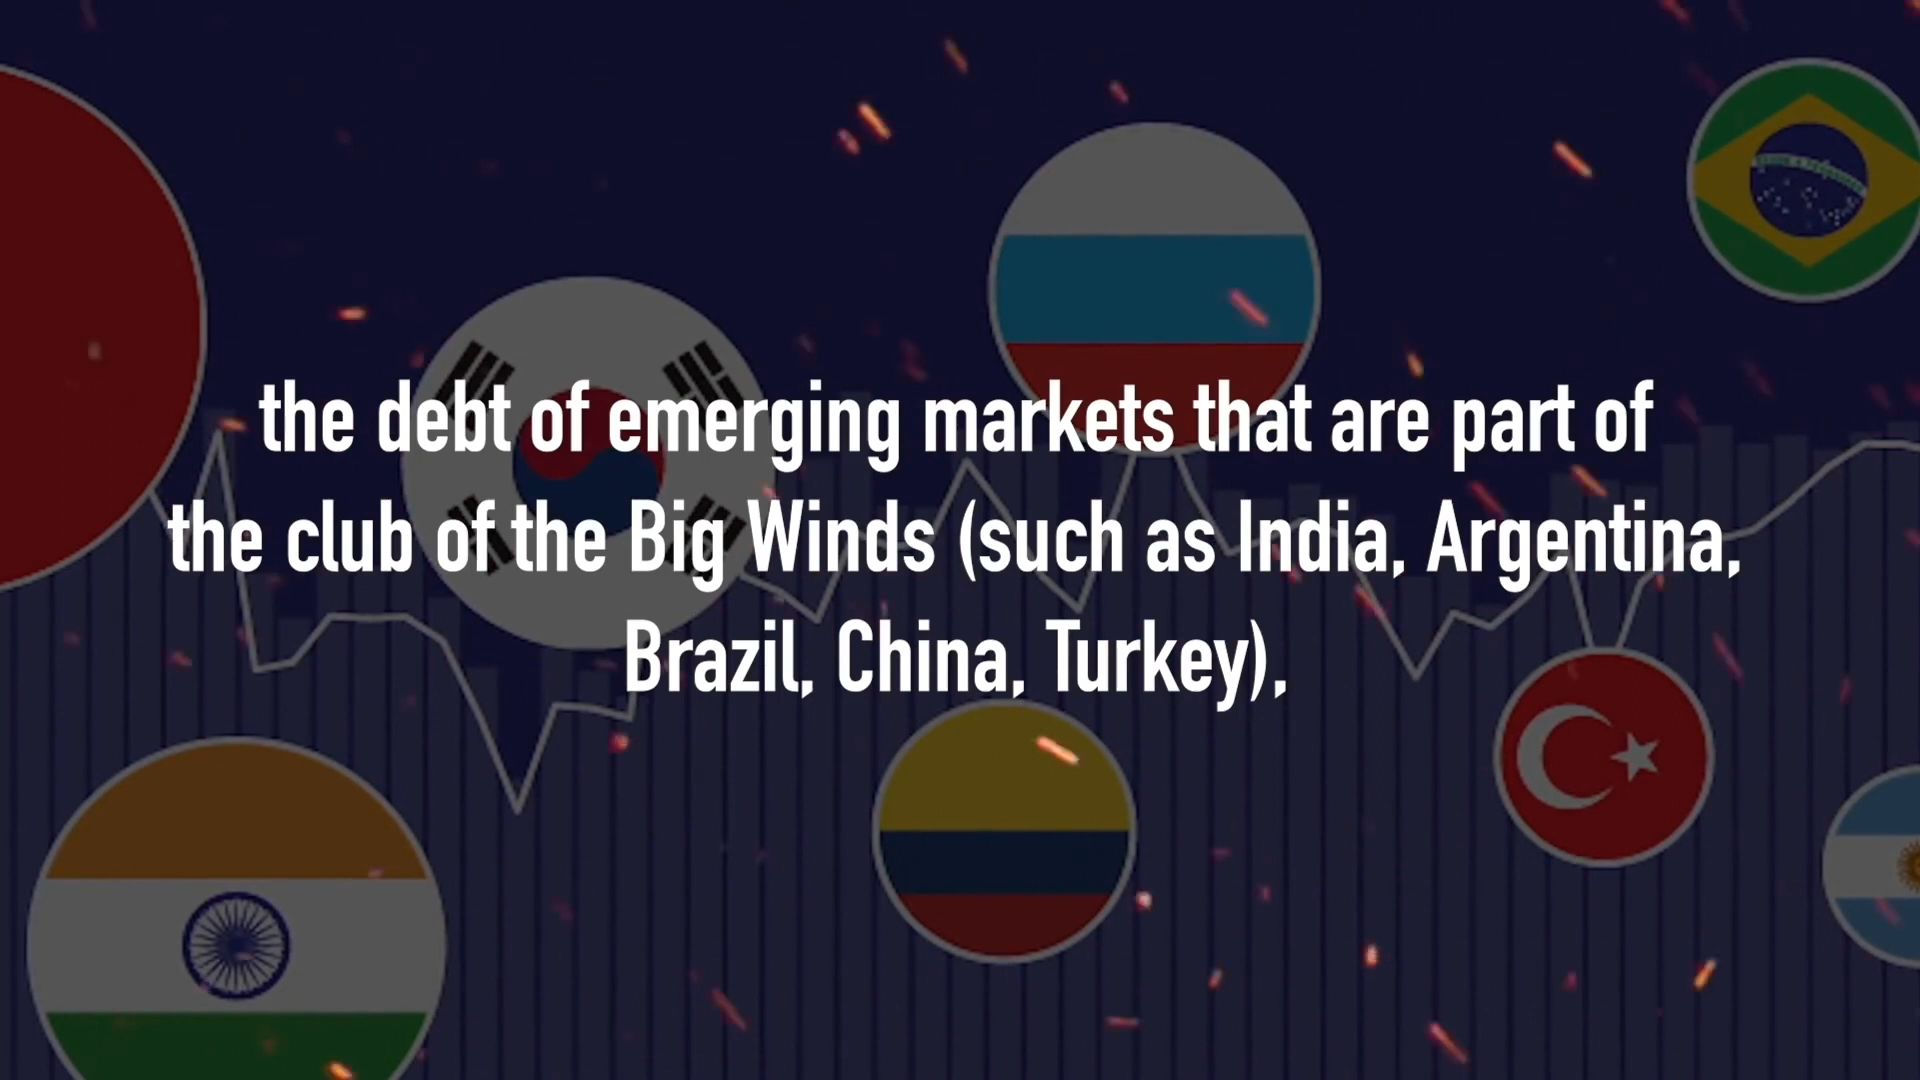 the debt of emerging markets that are part of
the club of the Big Winds (such as India, Argentina,
Brazil, China, Turkey),